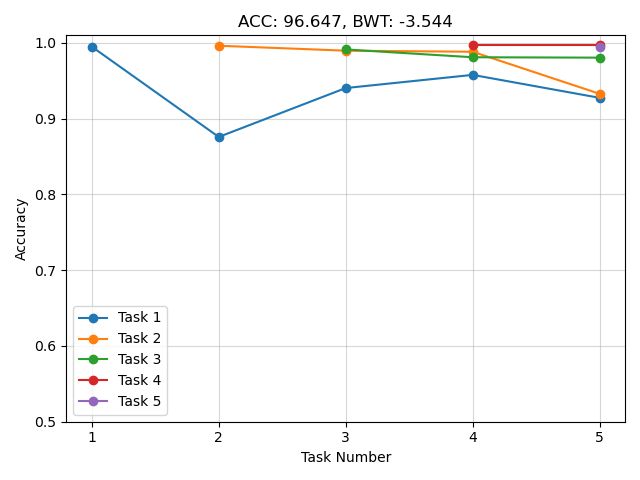 ACC: 96.647, BWT: -3.544
1.0
0.9
0.8
0.7
0.6
0.5
Accuracy
Task 1
Task 2
Task 3
Task 4
Task 5
1 2 3 4 5
Task Number